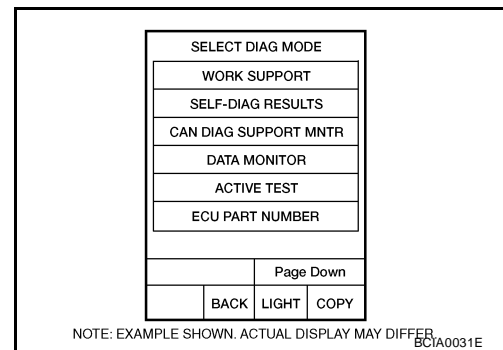 SELECT DIAG MODE
WORK SUPPORT
SELF-DIAG RESULTS
CAN DIAG SUPPORT MNTR
DATA MONITOR
ACTIVE TEST
ECU PART NUMBER
Page Down
BACK LIGHT COPY
NOTE: EXAMPLE SHOWN. ACTUAL DISPLAY MAY DIFFER
BCIA0031E